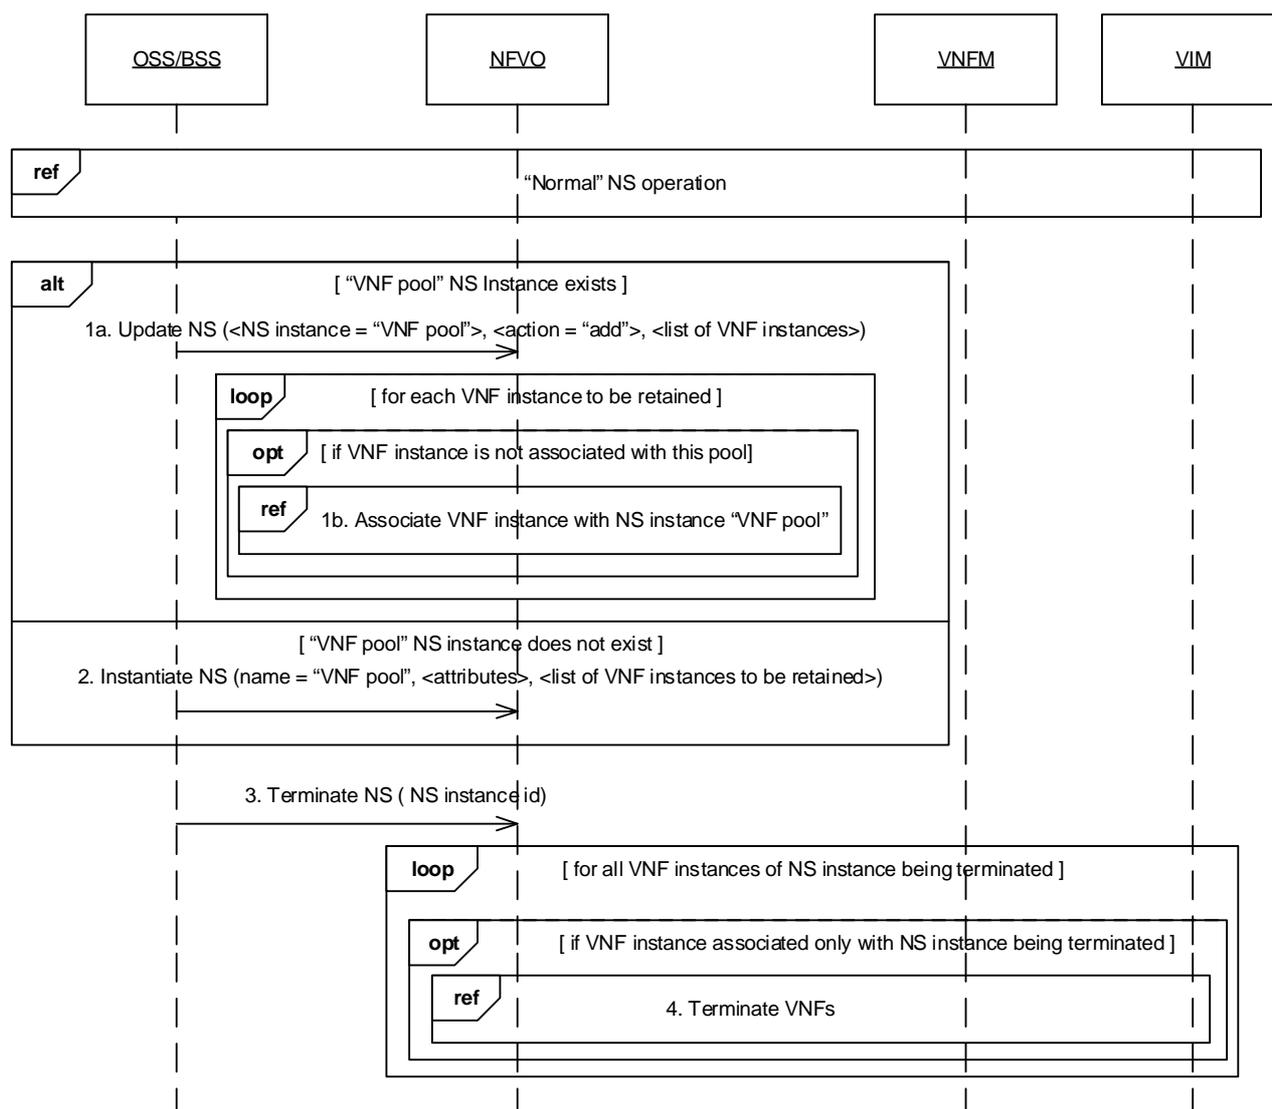 OSS/BSS
NFVO
VNFM
VIM
ref
“Normal” NS operation
alt
[ “VNF pool” NS Instance exists ]
1a. Update NS (<NS instance = “VNF pool”>, <action = “add”>, <list of VNF instances>)
loop
[ for each VNF instance to be retained ]
opt
[ if VNF instance is not associated with this pool]
ref
1b. Associate VNF instance with NS instance “VNF pool”
[ “VNF pool” NS instance does not exist ]
2. Instantiate NS (name = “VNF pool”, <attributes>, <list of VNF instances to be retained>)
3. Terminate NS ( NS instance id)
loop
[ for all VNF instances of NS instance being terminated ]
opt
[ if VNF instance associated only with NS instance being terminated ]
ref
4. Terminate VNFs